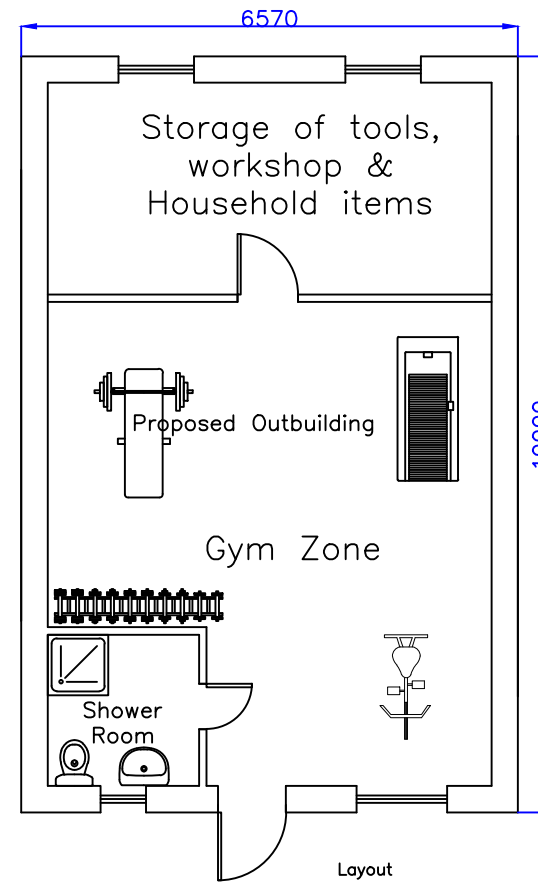 6570
Storage of tools,
workshop &
Household items
Proposed Outbuilding
Gym Zone
Shower
Room
Layout